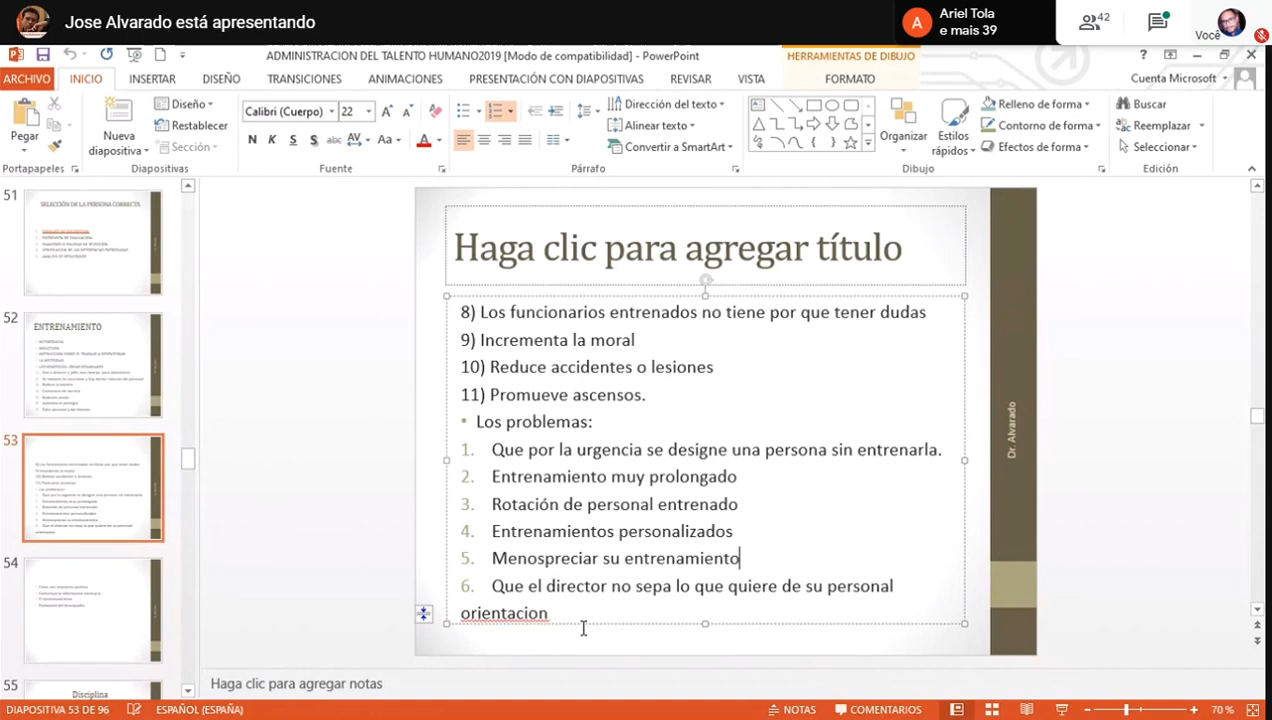 Jose Alvarado está apresentando
Ariel Tola
e mais 39
A
42
Você
ADMINISTRACION DEL TALENTO HUMANO2019 [Modo de compatibilidad] - PowerPoint
HERRAMIENTAS DE DIBUJO
ARCHIVO INICIO INSERTAR DISEÑO TRANSICIONES ANIMACIONES PRESENTACIÓN CON DIAPOSITIVAS REVISAR VISTA FORMATO
Cuenta Microsoft
Pegar
Nueva diapositiva
Diseño
Restablecer
Sección
Calibri (Cuerpo) 22
N K S S abc AV Aa A
Dirección del texto
Alinear texto
Convertir a SmartArt
Organizar
Estilos rápidos
Relleno de forma
Contorno de forma
Efectos de forma
Buscar
Reemplazar
Seleccionar
Portapapeles Diapositivas Fuente Párrafo Dibujo Edición
51
SELECCIÓN DE LA PERSONA CORRECTA
52
ENTRENAMIENTO
53
54
55
Disciplina
Haga clic para agregar título
8) Los funcionarios entrenados no tiene por que tener dudas
9) Incrementa la moral
10) Reduce accidentes o lesiones
11) Promueve ascensos.
• Los problemas:
1. Que por la urgencia se designe una persona sin entrenarla.
2. Entrenamiento muy prolongado
3. Rotación de personal entrenado
4. Entrenamientos personalizados
5. Menospreciar su entrenamiento
6. Que el director no sepa lo que quiere de su personal
orientacion
Dr. Alvarado
Haga clic para agregar notas
DIAPOSITIVA 53 DE 96 ESPAÑOL (ESPAÑA) NOTAS COMENTARIOS 70 %